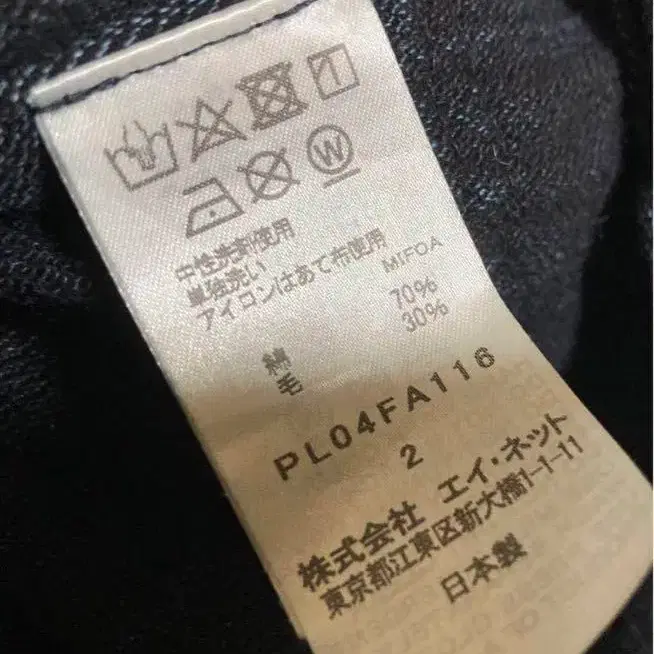 W
中性洗剤使用
単独洗い
アイロンはあて布使用
MIFOA
綿 70%
毛 30%
PL04FA116
2
株式会社 エイ・ネット
東京都江東区新大橋1-1-11
日本製